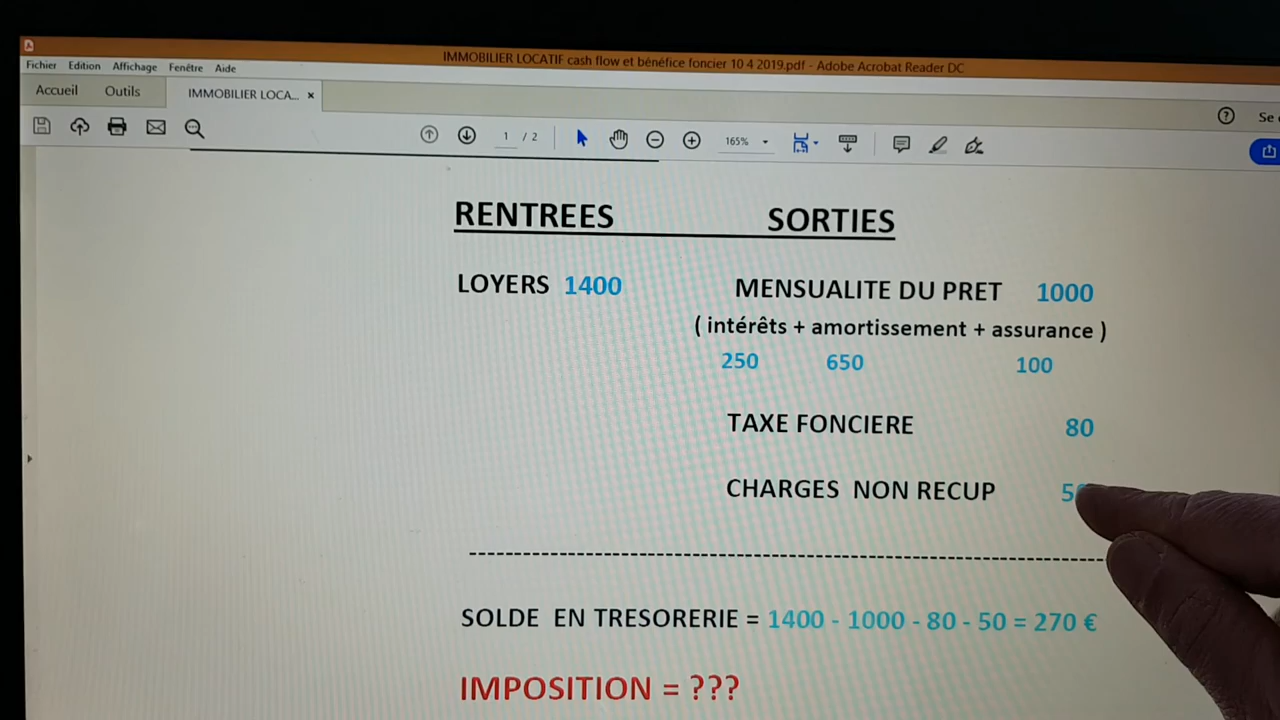 IMMOBILIER LOCATIF cash flow et bénéfice foncier 10 4 2019.pdf - Adobe Acrobat Reader DC
Fichier Edition Affichage Fenêtre Aide
Accueil Outils IMMOBILIER LOCA... ×
1 / 2 165% ? Se
RENTREES SORTIES
LOYERS 1400 MENSUALITE DU PRET 1000
( intérêts + amortissement + assurance )
250 650 100
TAXE FONCIERE 80
CHARGES NON RECUP
SOLDE EN TRESORERIE = 1400 - 1000 - 80 - 50 = 270 €
IMPOSITION = ???